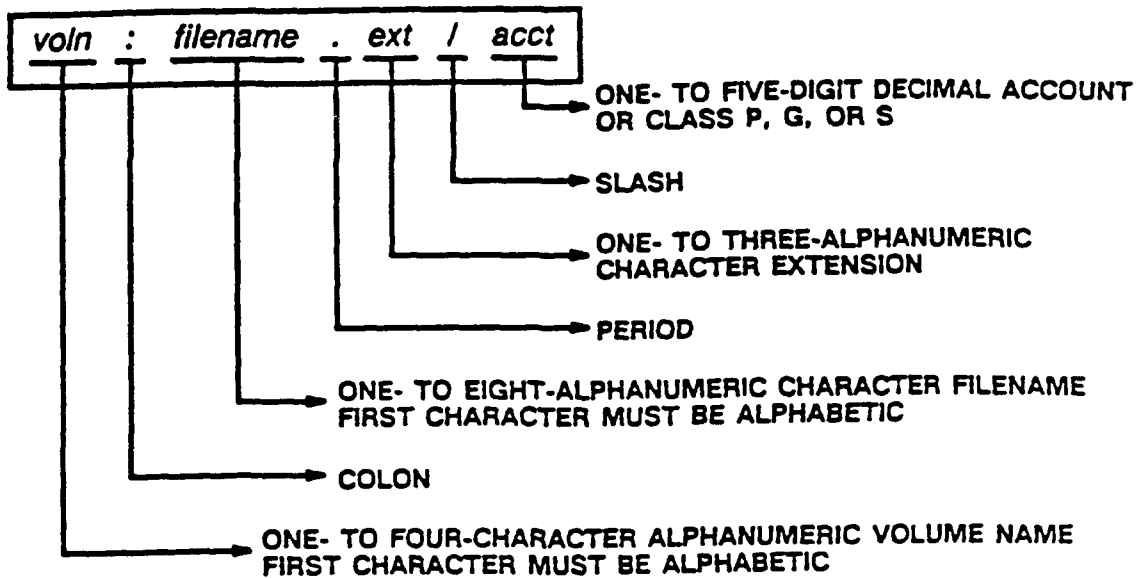 voln : filename . ext / acct
ONE- TO FIVE-DIGIT DECIMAL ACCOUNT
OR CLASS P, G, OR S
SLASH
ONE- TO THREE-ALPHANUMERIC
CHARACTER EXTENSION
PERIOD
ONE- TO EIGHT-ALPHANUMERIC CHARACTER FILENAME
FIRST CHARACTER MUST BE ALPHABETIC
COLON
ONE- TO FOUR-CHARACTER ALPHANUMERIC VOLUME NAME
FIRST CHARACTER MUST BE ALPHABETIC